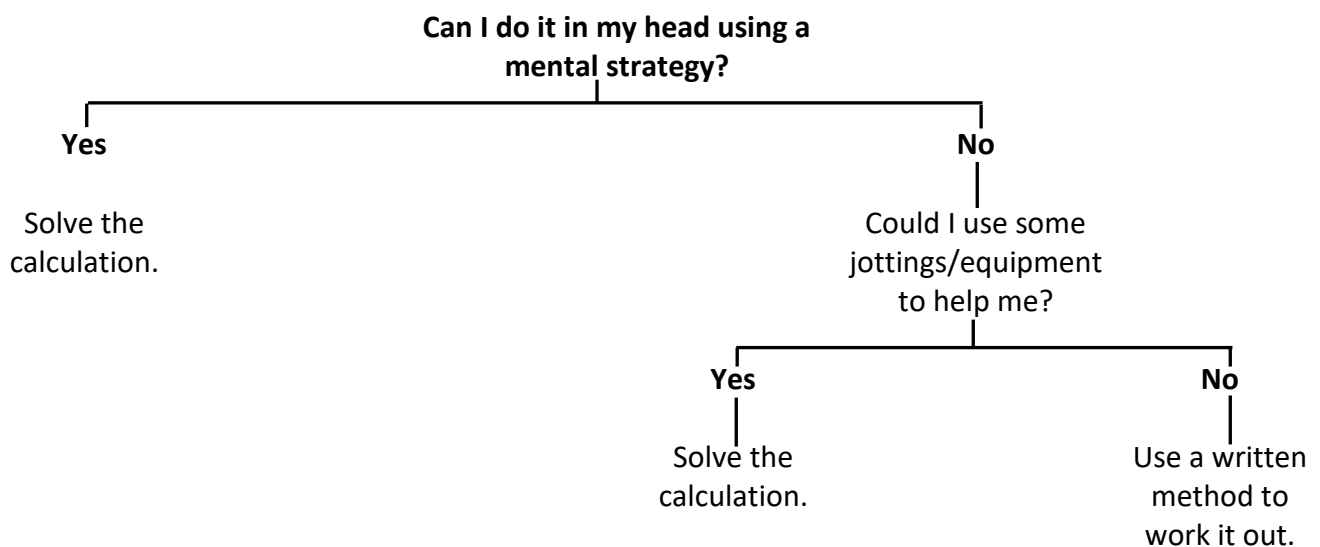 Can I do it in my head using a
mental strategy?
Yes
No
Solve the
calculation.
Could I use some
jottings/equipment
to help me?
Yes
No
Solve the
calculation.
Use a written
method to
work it out.